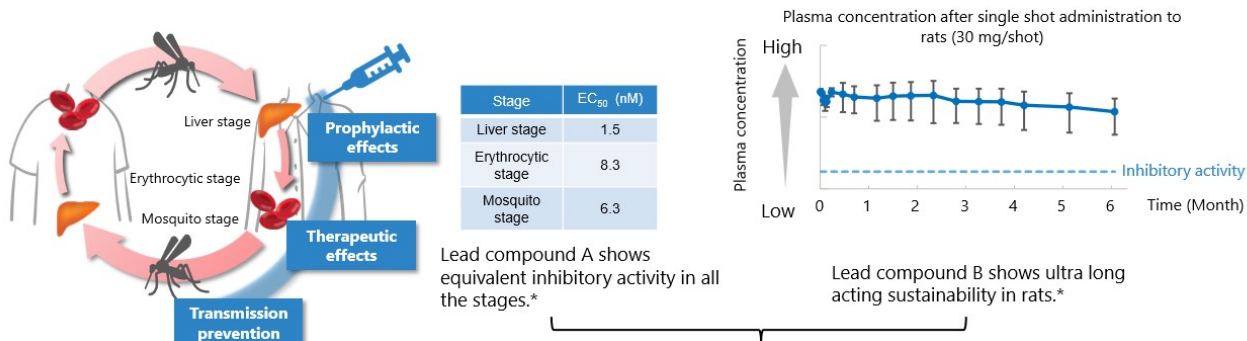 Liver stage
Erythrocytic stage
Mosquito stage
Prophylactic
effects
Therapeutic
effects
Transmission
prevention
Stage EC50 (nM)
Liver stage 1.5
Erythrocytic
stage 8.3
Mosquito
stage 6.3
Lead compound A shows
equivalent inhibitory activity in all
the stages.*
Plasma concentration after single shot administration to
rats (30 mg/shot)
High
Plasma concentration
Low
Inhibitory activity
0 1 2 3 4 5 6 Time (Month)
Lead compound B shows ultra long
acting sustainability in rats.*